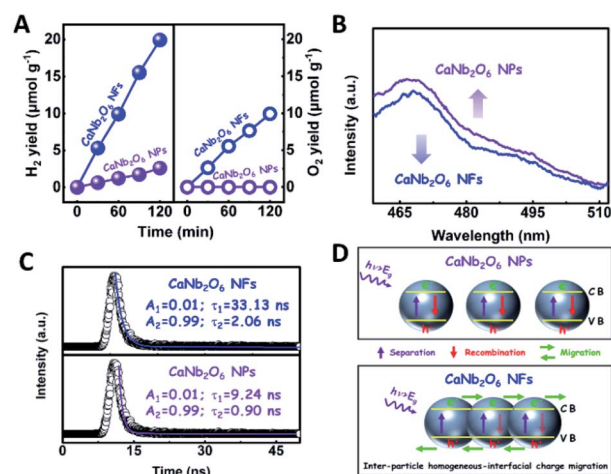 A
H₂ yield (μmol g⁻¹)
20
15
10
5
0
CaNb₂O₆ NFs
CaNb₂O₆ NPs
0 60 120
CaNb₂O₆ NFs
CaNb₂O₆ NPs
0 60 120
20
15
10
5
0
O₂ yield (μmol g⁻¹)
Time (min)
B
Intensity (a.u.)
CaNb₂O₆ NPs
CaNb₂O₆ NFs
465 480 495 510
Wavelength (nm)
C
Intensity (a.u.)
CaNb₂O₆ NFs
A₁=0.01; τ₁=33.13 ns
A₂=0.99; τ₂=2.06 ns
CaNb₂O₆ NPs
A₁=0.01; τ₁=9.24 ns
A₂=0.99; τ₂=0.90 ns
0 15 30 45
Time (ns)
D
CaNb₂O₆ NPs
hν>Eg
e e e
CB
VB
h h h
Separation Recombination Migration
CaNb₂O₆ NFs
hν>Eg
e e e
CB
VB
h h h
Inter-particle homogeneous-interfacial charge migration